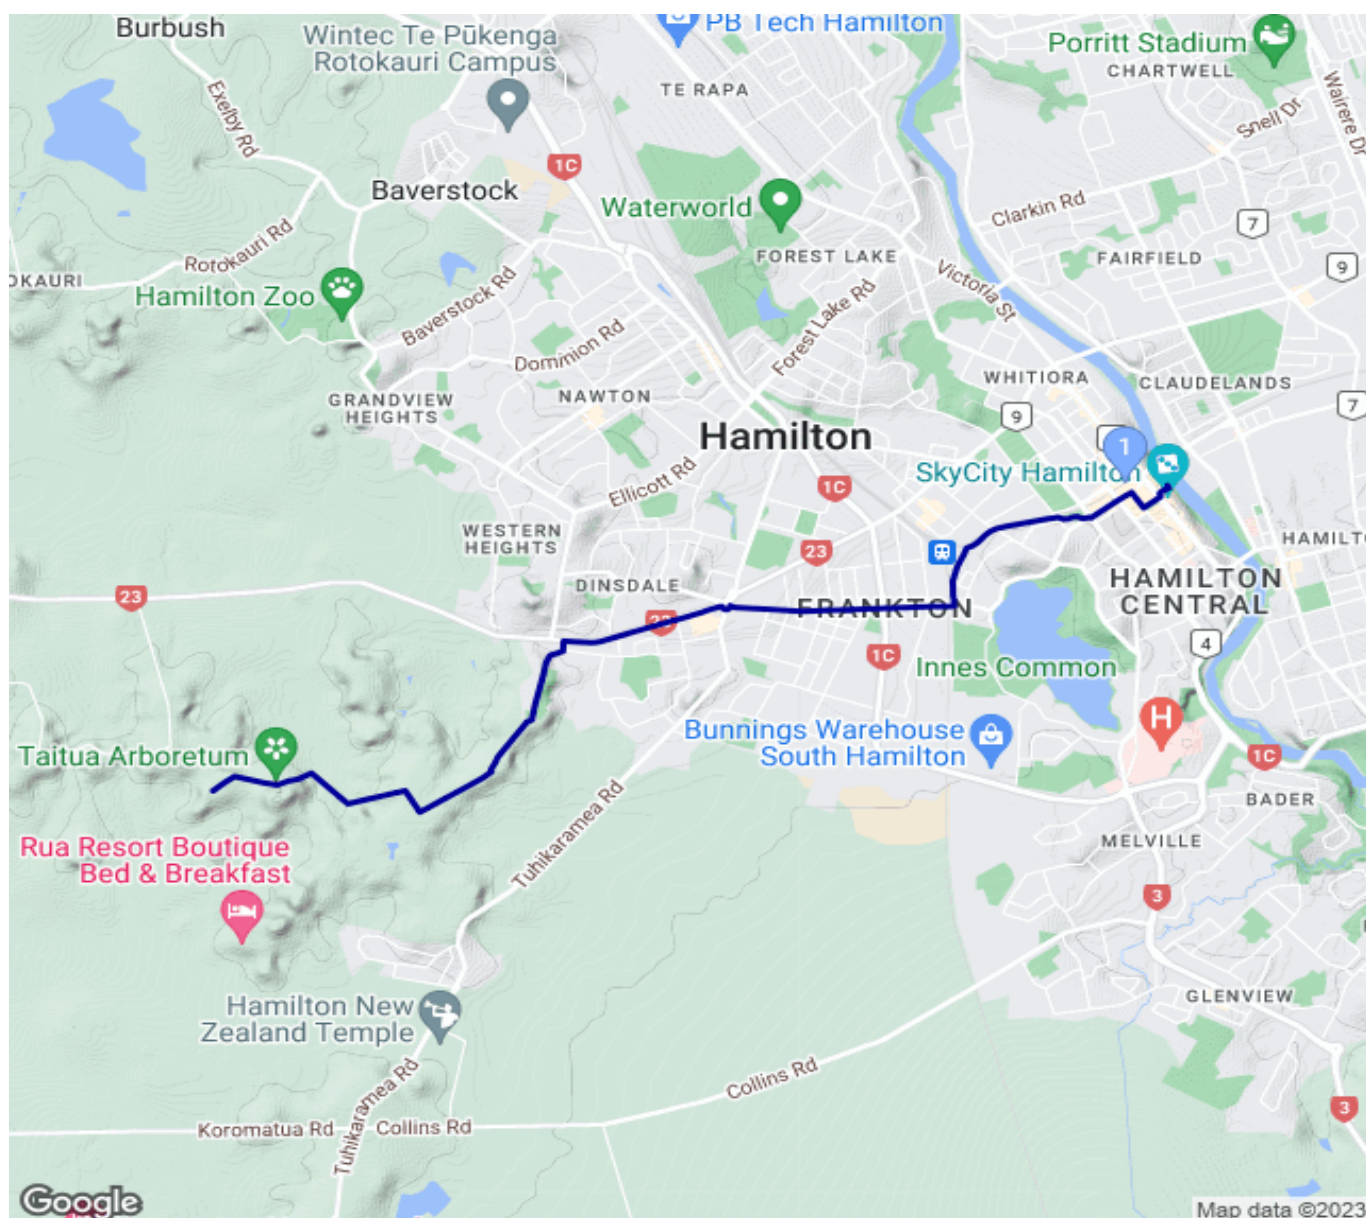 Burbush
Wintec Te Pūkenga
Rotokauri Campus
PB Tech Hamilton
Porritt Stadium
CHARTWELL
TE RAPA
Exelby Rd
Snell Dr
Wairere Dr
1C
Baverstock
Waterworld
Clarkin Rd
7
FAIRFIELD
9
Rotokauri Rd
OKAURI
Hamilton Zoo
FOREST LAKE
Victoria St
Baverstock Rd
Dominion Rd
Forest Lake Rd
WHITIORA
CLAUDELANDS
GRANDVIEW
HEIGHTS
NAWTON
9
7
Hamilton
1
SkyCity Hamilton
Ellicott Rd
1C
WESTERN
HEIGHTS
23
HAMILTO
DINSDALE
HAMILTON
CENTRAL
23
FRANKTON
23
4
1C
Innes Common
H
Bunnings Warehouse
South Hamilton
Taitua Arboretum
1C
BADER
Tuhikaramea Rd
MELVILLE
Rua Resort Boutique
Bed & Breakfast
3
Hamilton New
Zealand Temple
GLENVIEW
Collins Rd
Tuhikaramea Rd
3
Koromatua Rd
Collins Rd
Google
Map data ©2023